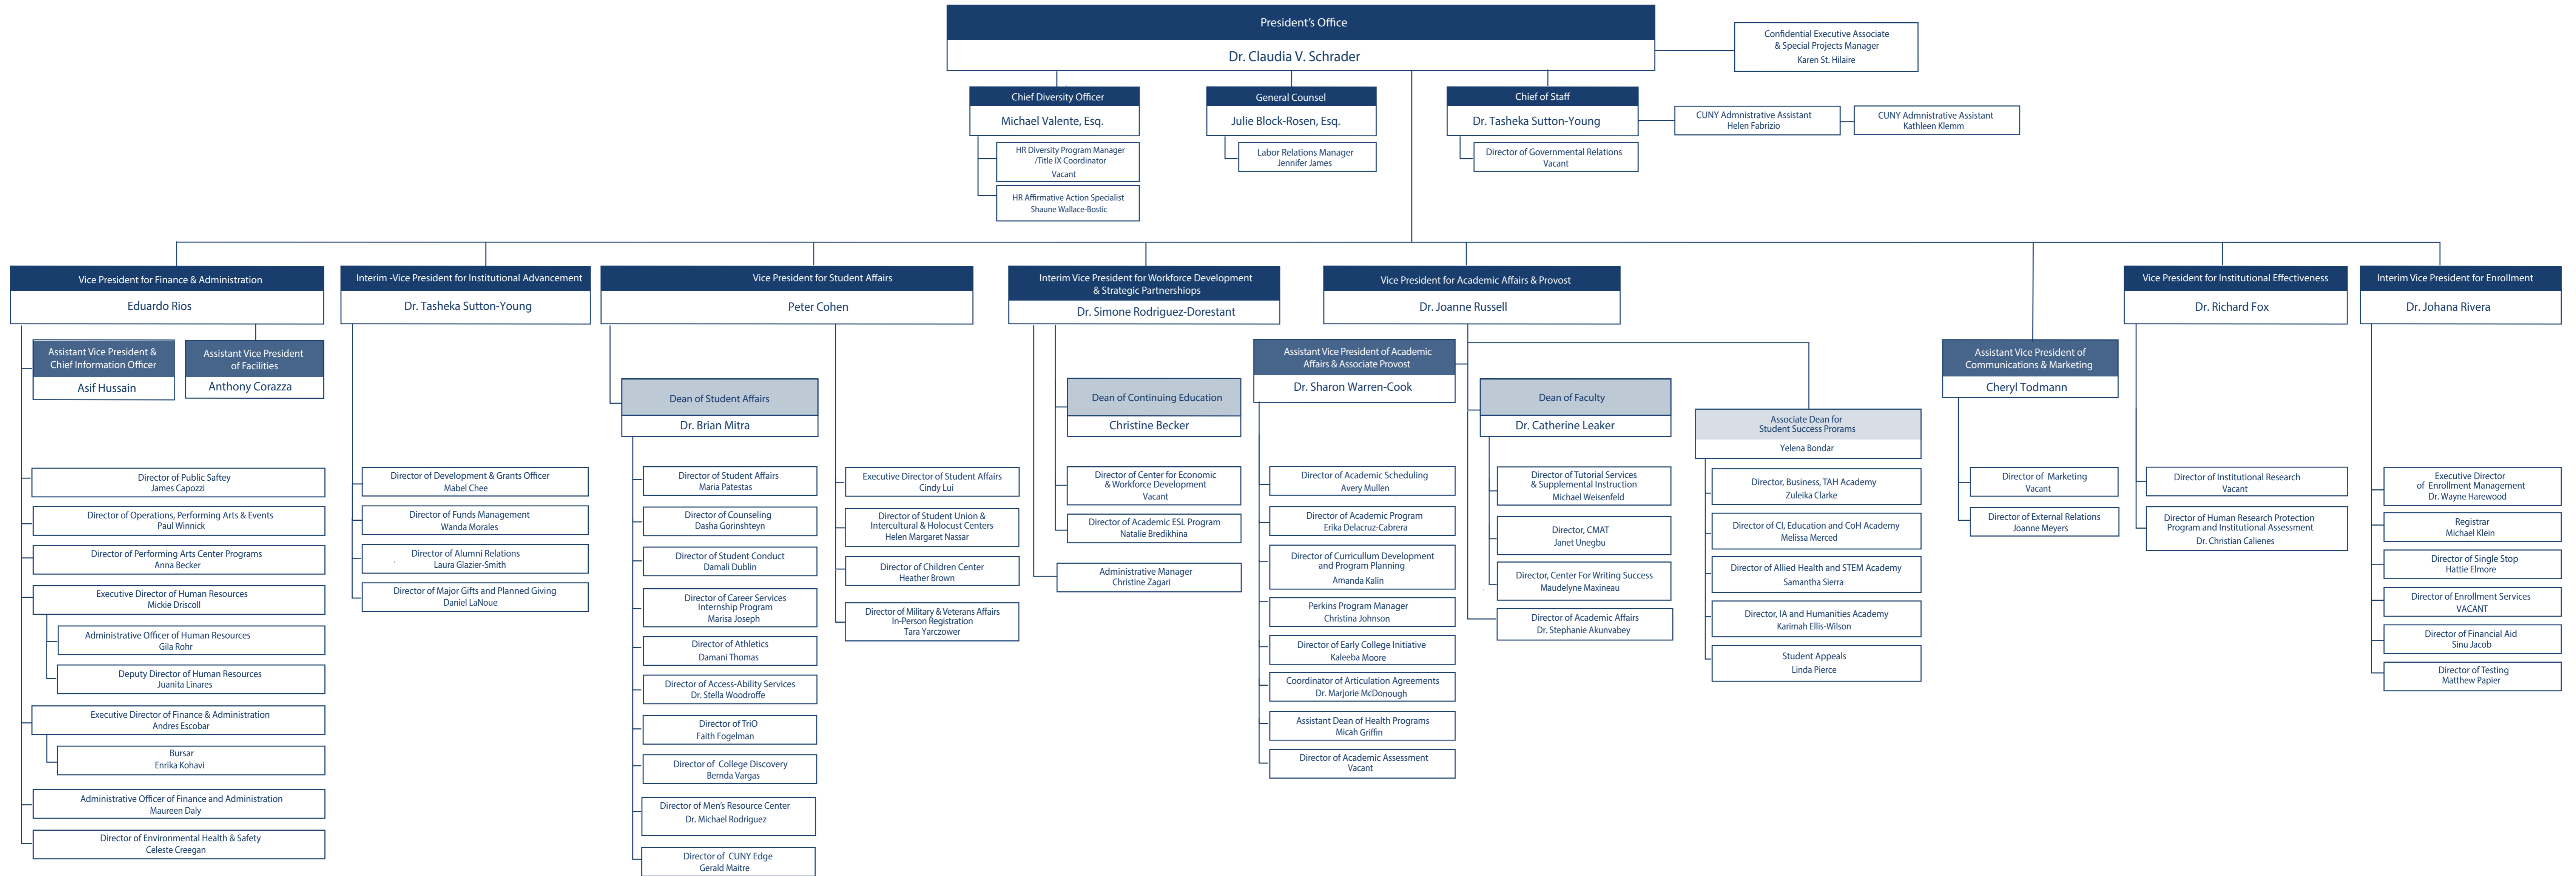 President's Office
Dr. Claudia V. Schrader
Confidential Executive Associate
& Special Projects Manager
Karen St. Hilaire
Chief Diversity Officer
Michael Valente, Esq.
HR Diversity Program Manager
/Title IX Coordinator
Vacant
HR Affirmative Action Specialist
Shaune Wallace-Bostic
General Counsel
Julie Block-Rosen, Esq.
Labor Relations Manager
Jennifer James
Chief of Staff
Dr. Tasheka Sutton-Young
CUNY Admnistrative Assistant
Helen Fabrizio
CUNY Admnistrative Assistant
Kathleen Klemm
Director of Governmental Relations
Vacant
Vice President for Finance & Administration
Eduardo Rios
Assistant Vice President &
Chief Information Officer
Asif Hussain
Assistant Vice President
of Facilities
Anthony Corazza
Director of Public Saftey
James Capozzi
Director of Operations, Performing Arts & Events
Paul Winnick
Director of Performing Arts Center Programs
Anna Becker
Executive Director of Human Resources
Mickie Driscoll
Administrative Officer of Human Resources
Gila Rohr
Deputy Director of Human Resources
Juanita Linares
Executive Director of Finance & Administration
Andres Escobar
Bursar
Enrika Kohavi
Administrative Officer of Finance and Administration
Maureen Daly
Director of Environmental Health & Safety
Celeste Creegan
Interim -Vice President for Institutional Advancement
Dr. Tasheka Sutton-Young
Director of Development & Grants Officer
Mabel Chee
Director of Funds Management
Wanda Morales
Director of Alumni Relations
Laura Glazier-Smith
Director of Major Gifts and Planned Giving
Daniel LaNoue
Vice President for Student Affairs
Peter Cohen
Dean of Student Affairs
Dr. Brian Mitra
Director of Student Affairs
Maria Patestas
Director of Counseling
Dasha Gorinshteyn
Director of Student Conduct
Damali Dublin
Director of Career Services
Internship Program
Marisa Joseph
Director of Athletics
Damani Thomas
Director of Access-Ability Services
Dr. Stella Woodroffe
Director of TriO
Faith Fogelman
Director of College Discovery
Bernda Vargas
Director of Men's Resource Center
Dr. Michael Rodriguez
Director of CUNY Edge
Gerald Maitre
Executive Director of Student Affairs
Cindy Lui
Director of Student Union &
Intercultural & Holocust Centers
Helen Margaret Nassar
Director of Children Center
Heather Brown
Director of Military & Veterans Affairs
In-Person Registration
Tara Yarczower
Interim Vice President for Workforce Development
& Strategic Partnershiops
Dr. Simone Rodriguez-Dorestant
Dean of Continuing Education
Christine Becker
Director of Center for Economic
& Workforce Development
Vacant
Director of Academic ESL Program
Natalie Bredikhina
Administrative Manager
Christine Zagari
Vice President for Academic Affairs & Provost
Dr. Joanne Russell
Assistant Vice President of Academic
Affairs & Associate Provost
Dr. Sharon Warren-Cook
Director of Academic Scheduling
Avery Mullen
Director of Academic Program
Erika Delacruz-Cabrera
Director of Curricullum Development
and Program Planning
Amanda Kalin
Perkins Program Manager
Christina Johnson
Director of Early College Initiative
Kaleeba Moore
Coordinator of Articulation Agreements
Dr. Marjorie McDonough
Assistant Dean of Health Programs
Micah Griffin
Director of Academic Assessment
Vacant
Dean of Faculty
Dr. Catherine Leaker
Director of Tutorial Services
& Supplemental Instruction
Michael Weisenfeld
Director, CMAT
Janet Unegbu
Director, Center For Writing Success
Maudelyne Maxineau
Director of Academic Affairs
Dr. Stephanie Akunvabey
Associate Dean for
Student Success Prorams
Yelena Bondar
Director, Business, TAH Academy
Zuleika Clarke
Director of CI, Education and CoH Academy
Melissa Merced
Director of Allied Health and STEM Academy
Samantha Sierra
Director, IA and Humanities Academy
Karimah Ellis-Wilson
Student Appeals
Linda Pierce
Assistant Vice President of
Communications & Marketing
Cheryl Todmann
Director of Marketing
Vacant
Director of External Relations
Joanne Meyers
Vice President for Institutional Effectiveness
Dr. Richard Fox
Director of Institutional Research
Vacant
Director of Human Research Protection
Program and Institutional Assessment
Dr. Christian Calienes
Interim Vice President for Enrollment
Dr. Johana Rivera
Executive Director
of Enrollment Management
Dr. Wayne Harewood
Registrar
Michael Klein
Director of Single Stop
Hattie Elmore
Director of Enrollment Services
VACANT
Director of Financial Aid
Sinu Jacob
Director of Testing
Matthew Papier